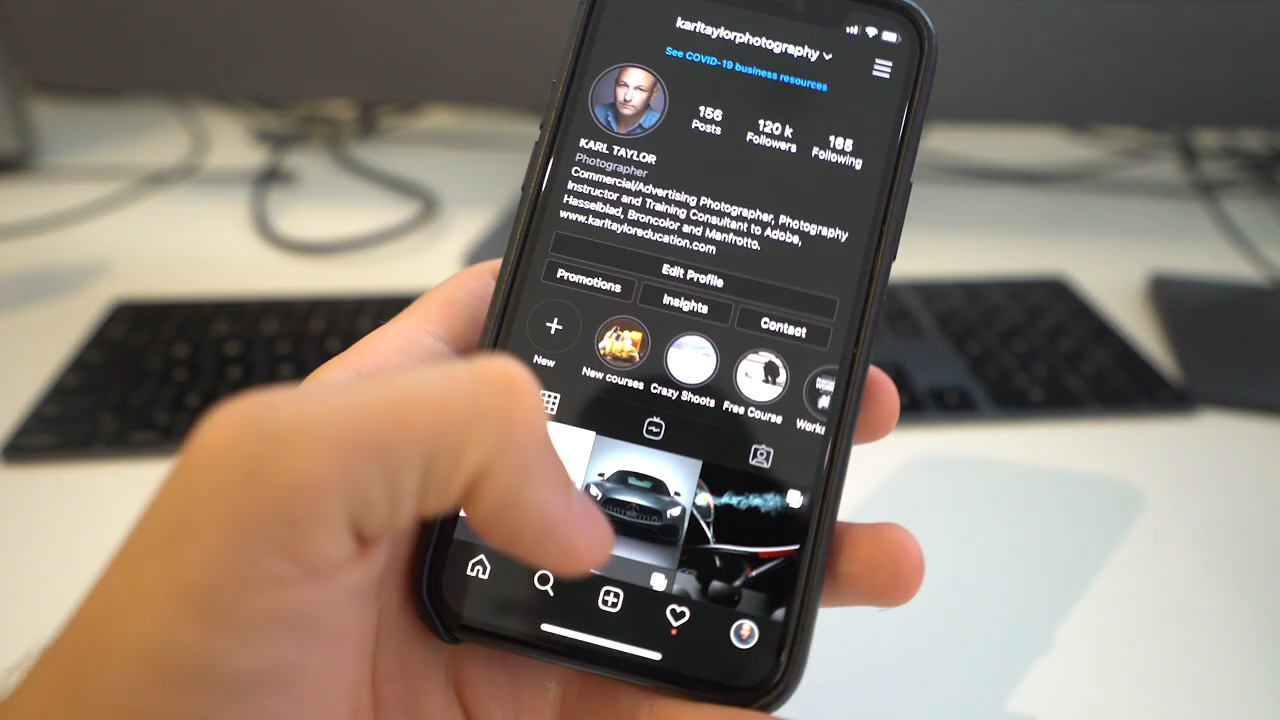 karltaylorphotography
See COVID-19 business resources
156
Posts
120 k
Followers
165
Following
KARL TAYLOR
Photographer
Commercial/Advertising Photographer, Photography
Instructor and Training Consultant to Adobe,
Hasselblad, Broncolor and Manfrotto.
www.karltayloreducation.com
Edit Profile
Promotions
Insights
Contact
New
New courses
Crazy Shoots
Free Course